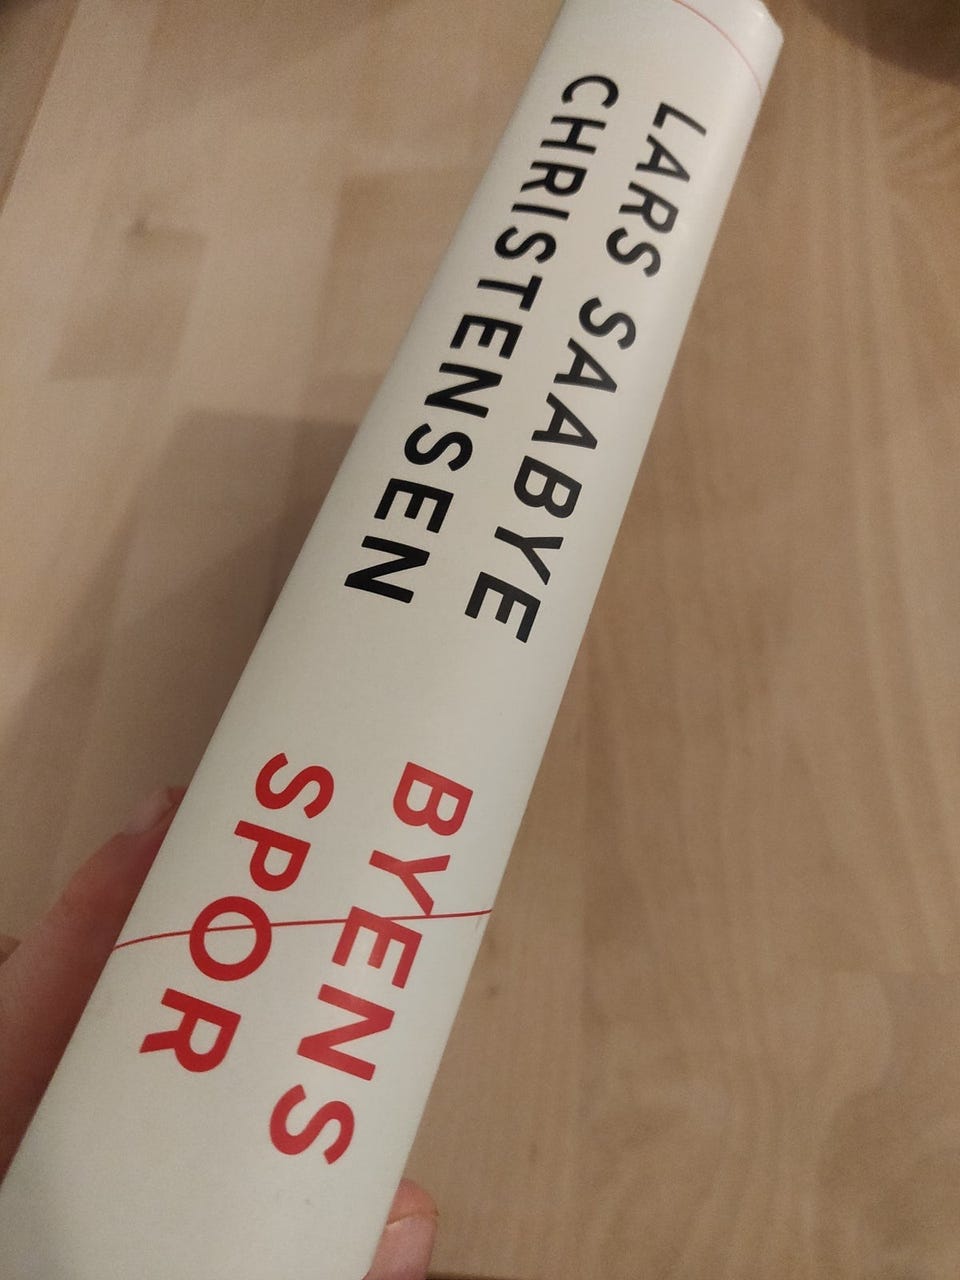 LARS SAABYE
CHRISTENSEN
BYENS
SPOR